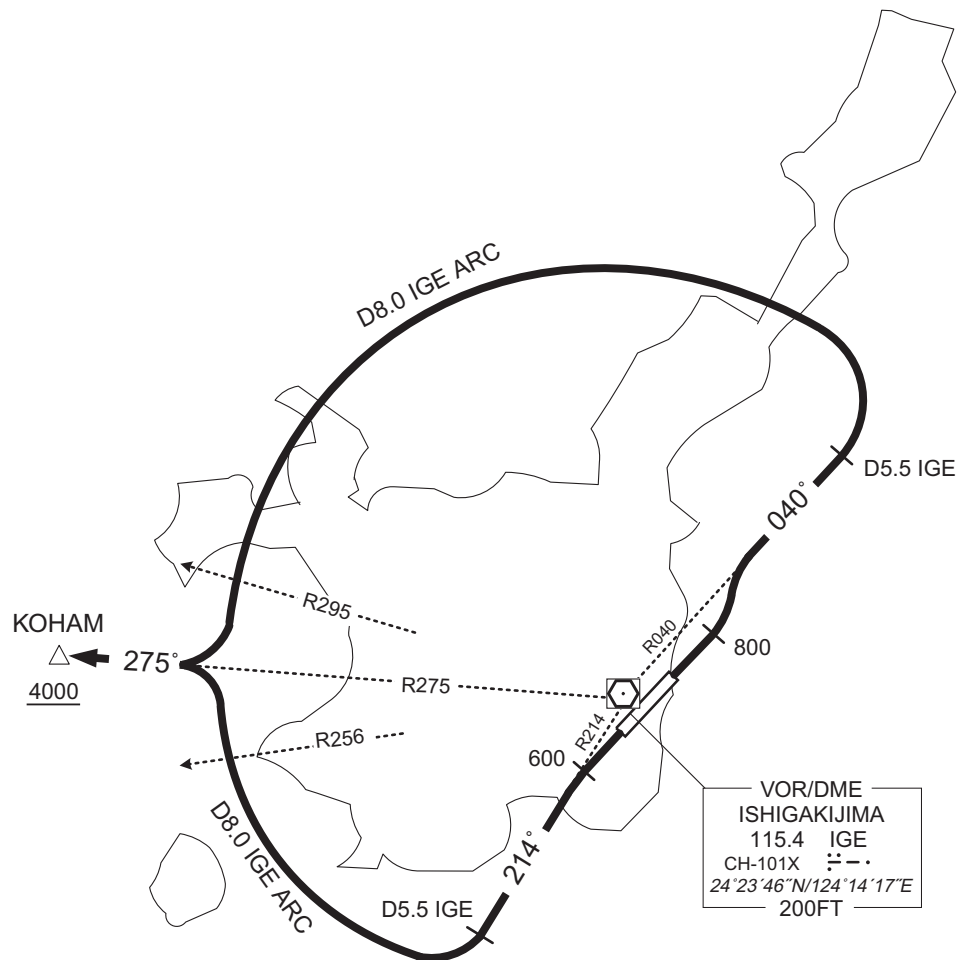 D8.0 IGE ARC
D5.5 IGE
040°
R295
KOHAM
275°
4000
R040
800
R275
R256
R214
600
VOR/DME
ISHIGAKIJIMA
115.4 IGE
CH-101X
24°23´46˝N/124°14´17˝E
200FT
214°
D8.0 IGE ARC
D5.5 IGE